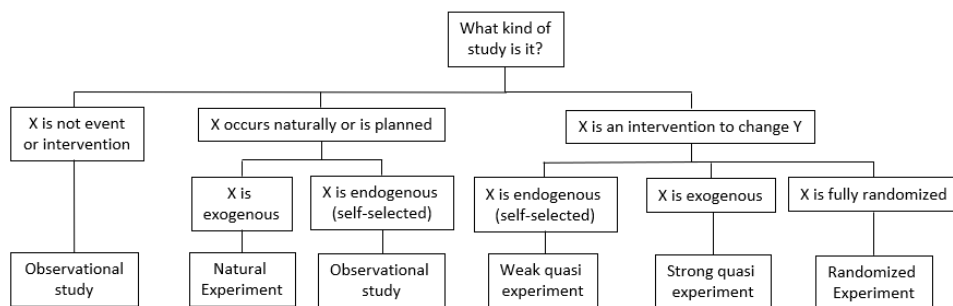 What kind of
study is it?
X is not event
or intervention
X occurs naturally or is planned
X is an intervention to change Y
X is
exogenous
X is endogenous
(self-selected)
X is endogenous
(self-selected)
X is exogenous
X is fully randomized
Observational
study
Natural
Experiment
Observational
study
Weak quasi
experiment
Strong quasi
experiment
Randomized
Experiment